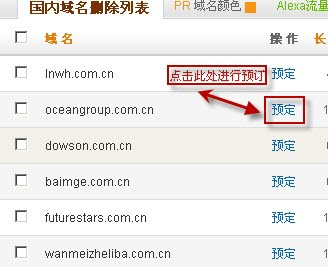 国内域名删除列表 PR 域名颜色 Alexa流量
域 名 操 作 长
lnwh.com.cn 预定
点击此处进行预订
oceangroup.com.cn 预定
dowson.com.cn 预定
baimge.com.cn 预定
futurestars.com.cn 预定
wanmeizheliba.com.cn 预定